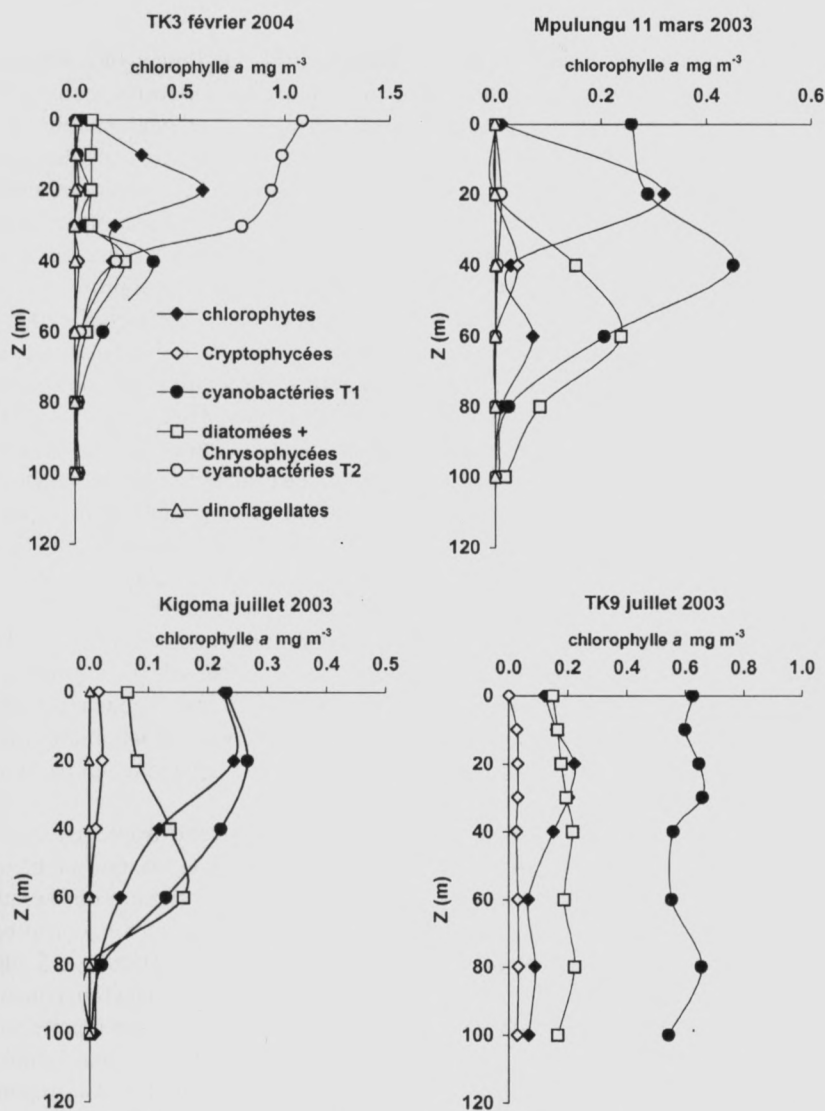 TK3 février 2004
chlorophylle a mg m⁻³
0.0 0.5 1.0 1.5
0
20
40
60
80
100
120
Z (m)
chlorophytes
Cryptophycées
cyanobactéries T1
diatomées +
Chrysophycées
cyanobactéries T2
dinoflagellates
Mpulungu 11 mars 2003
chlorophylle a mg m⁻³
0.0 0.2 0.4 0.6
0
20
40
60
80
100
120
Z (m)
Kigoma juillet 2003
chlorophylle a mg m⁻³
0.0 0.1 0.2 0.3 0.4 0.5
0
20
40
60
80
100
120
Z (m)
TK9 juillet 2003
chlorophylle a mg m⁻³
0.0 0.2 0.4 0.6 0.8 1.0
0
20
40
60
80
100
120
Z (m)